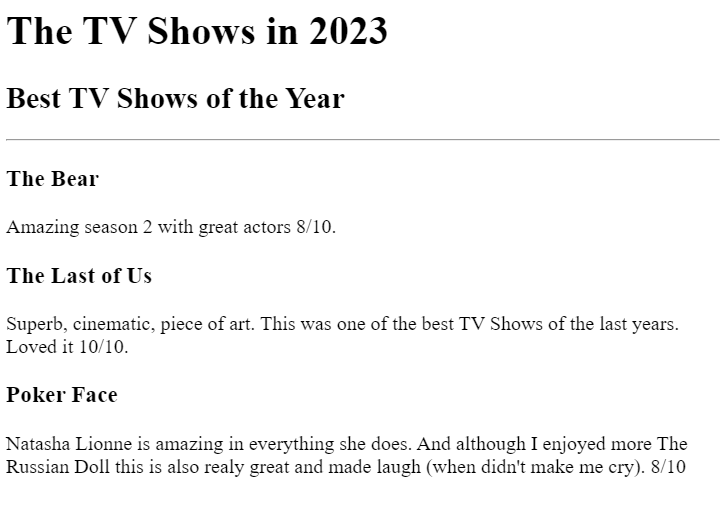 The TV Shows in 2023
Best TV Shows of the Year
The Bear
Amazing season 2 with great actors 8/10.
The Last of Us
Superb, cinematic, piece of art. This was one of the best TV Shows of the last years.
Loved it 10/10.
Poker Face
Natasha Lionne is amazing in everything she does. And although I enjoyed more The
Russian Doll this is also realy great and made laugh (when didn't make me cry). 8/10